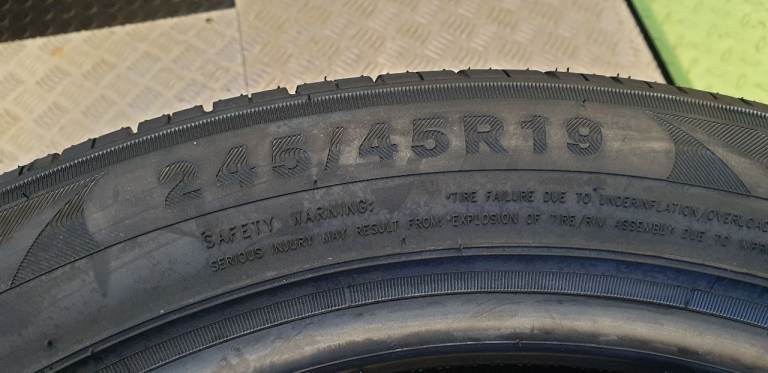 245/45R19
SAFETY WARNING:
*TIRE FAILURE DUE TO UNDERINFLATION/OVERLOAD
SERIOUS INJURY MAY RESULT FROM: *EXPLOSION OF TIRE/RIM ASSEMBLY DUE TO